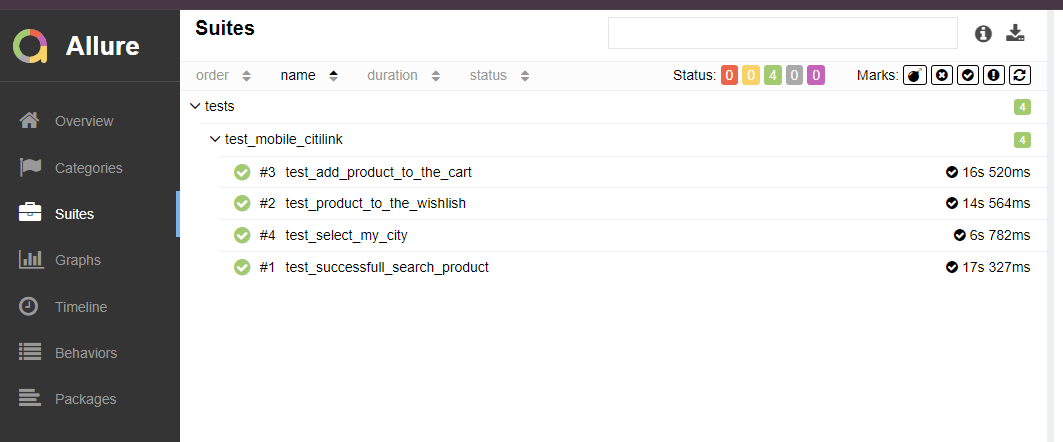 Allure
Overview
Categories
Suites
Graphs
Timeline
Behaviors
Packages
Suites
order name duration status Status: 0 0 4 0 0 Marks:
tests 4
test_mobile_citilink 4
#3 test_add_product_to_the_cart 16s 520ms
#2 test_product_to_the_wishlish 14s 564ms
#4 test_select_my_city 6s 782ms
#1 test_successfull_search_product 17s 327ms